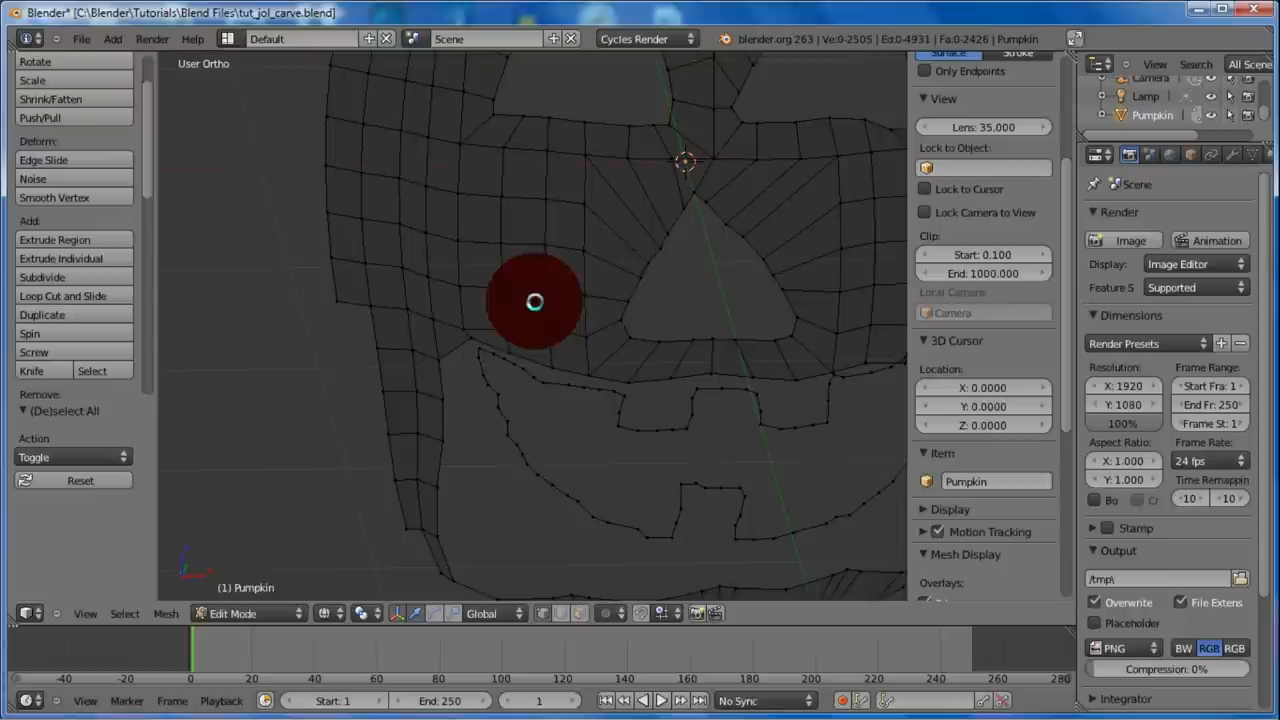 Blender* [C:\Blender\Tutorials\Blend Files\tut_jol_carve.blend]
File Add Render Help Default Scene Cycles Render blender.org 263 | Ve:0-2505 | Ed:0-4931 | Fa:0-2426 | Pumpkin
Rotate
Scale
Shrink/Fatten
Push/Pull
Deform:
Edge Slide
Noise
Smooth Vertex
Add:
Extrude Region
Extrude Individual
Subdivide
Loop Cut and Slide
Duplicate
Spin
Screw
Knife Select
Remove:
(De)select All
Action
Toggle
Reset
User Ortho
(1) Pumpkin
Surface Stroke
Only Endpoints
View
Lens: 35.000
Lock to Object:
Lock to Cursor
Lock Camera to View
Clip:
Start: 0.100
End: 1000.000
Local Camera:
Camera
3D Cursor
Location:
X: 0.0000
Y: 0.0000
Z: 0.0000
Item
Pumpkin
Display
Motion Tracking
Mesh Display
Overlays:
View Search All Scene
Camera
Lamp
Pumpkin
Scene
Render
Image Animation
Display: Image Editor
Feature S Supported
Dimensions
Render Presets
Resolution: Frame Range:
X: 1920 Start Fra: 1
Y: 1080 End Fr: 250
100% Frame St: 1
Aspect Ratio: Frame Rate:
X: 1.000 24 fps
Y: 1.000 Time Remappin
Bo Cr 10 10
Stamp
Output
/tmp\
Overwrite File Extens
Placeholder
PNG BW RGB RGB
Compression: 0%
Integrator
View Select Mesh Edit Mode Global
-40 -20 0 20 40 60 80 100 120 140 160 180 200 220 240 260 280
View Marker Frame Playback Start: 1 End: 250 1 No Sync